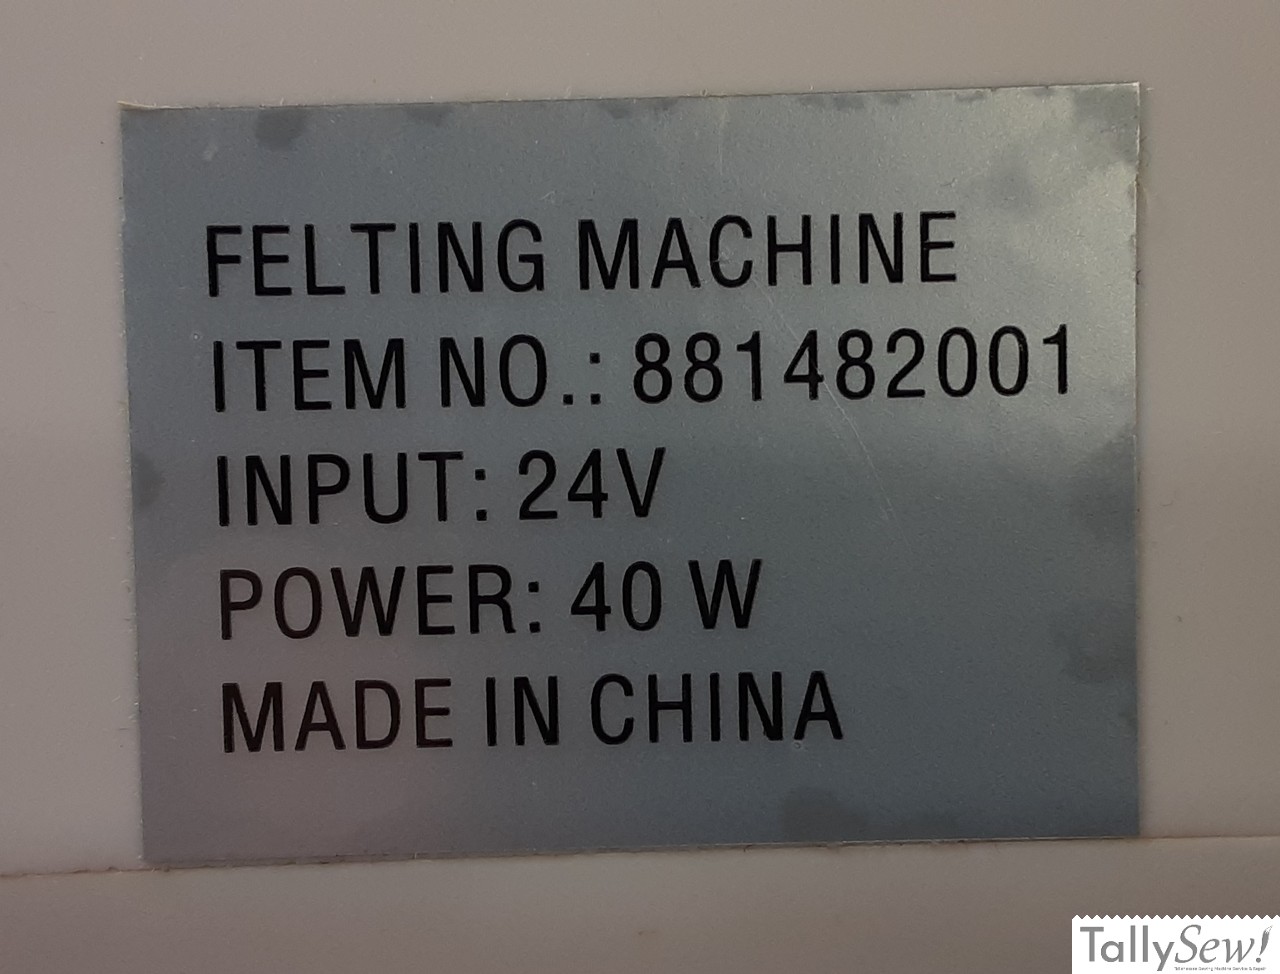 FELTING MACHINE
ITEM NO.: 881482001
INPUT: 24V
POWER: 40 W
MADE IN CHINA
TallySew!